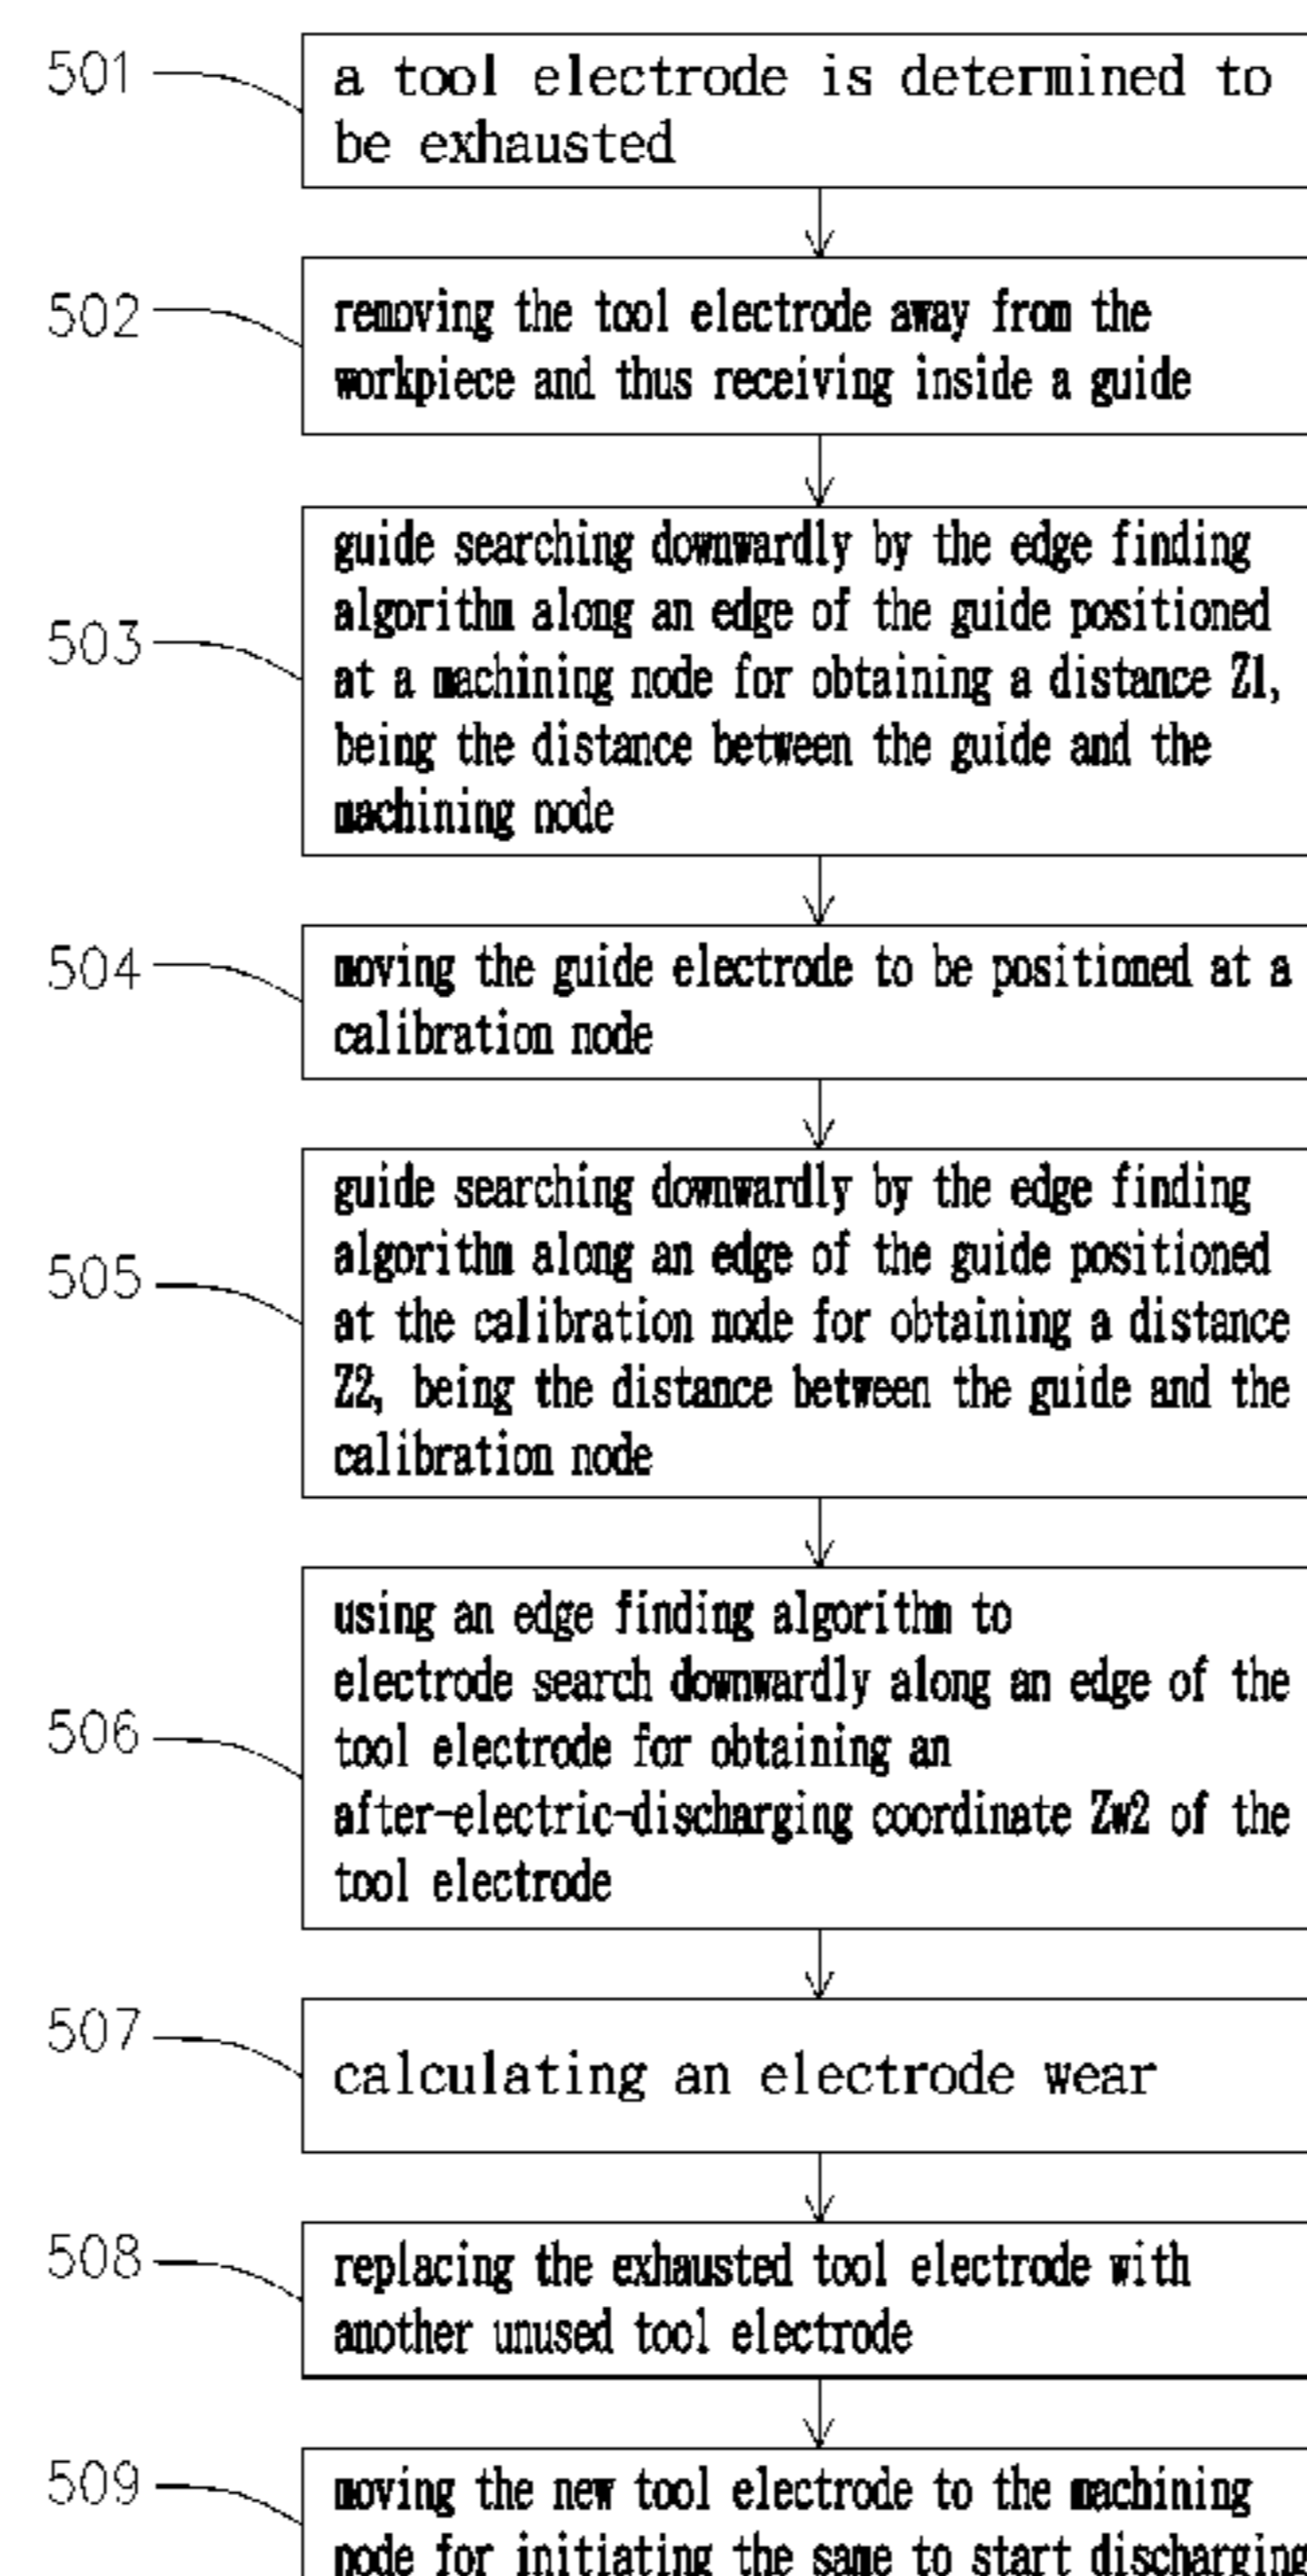 501
a tool electrode is determined to
be exhausted
502
removing the tool electrode away from the
workpiece and thus receiving inside a guide
503
guide searching downwardly by the edge finding
algorithm along an edge of the guide positioned
at a machining node for obtaining a distance Z1,
being the distance between the guide and the
machining node
504
moving the guide electrode to be positioned at a
calibration node
505
guide searching downwardly by the edge finding
algorithm along an edge of the guide positioned
at the calibration node for obtaining a distance
Z2, being the distance between the guide and the
calibration node
506
using an edge finding algorithm to
electrode search downwardly along an edge of the
tool electrode for obtaining an
after-electric-discharging coordinate Zw2 of the
tool electrode
507
calculating an electrode wear
508
replacing the exhausted tool electrode with
another unused tool electrode
509
moving the new tool electrode to the machining
node for initiating the same to start discharging